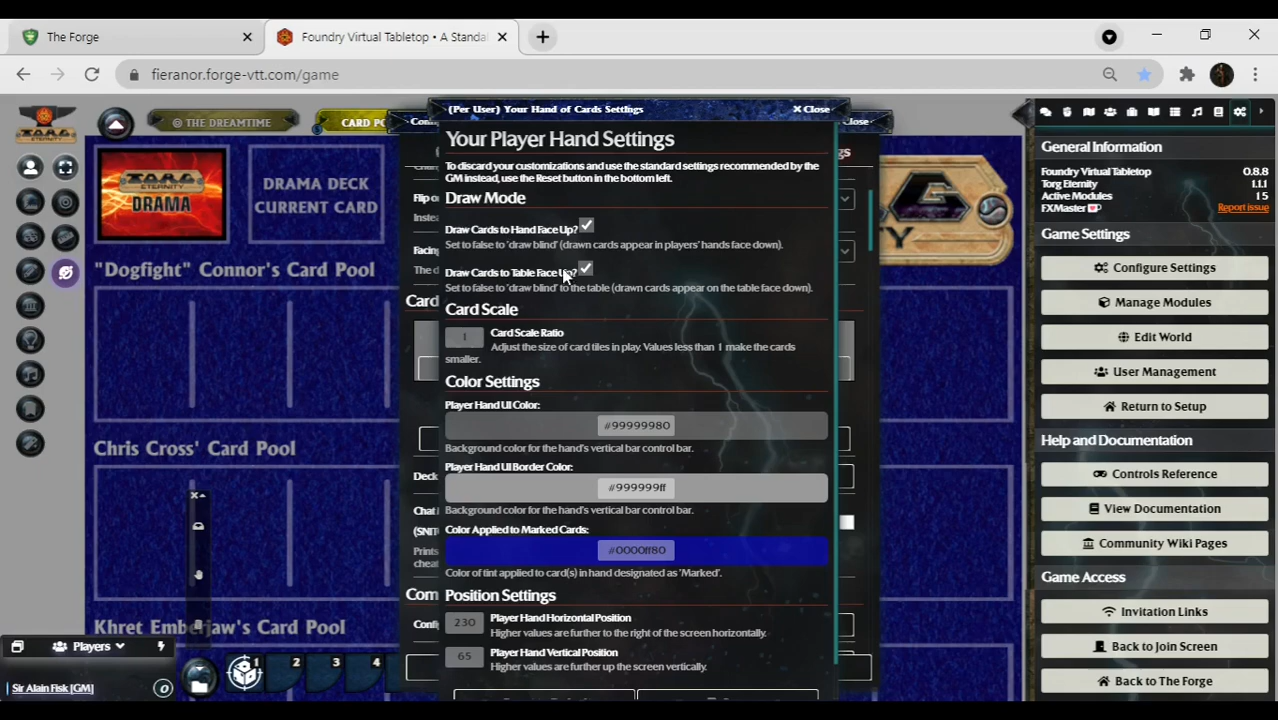 The Forge
Foundry Virtual Tabletop • A Standa
fieranor.forge-vtt.com/game
@ THE DREAMTIME
CARD PO
TORG
ETERNITY
DRAMA
DRAMA DECK
CURRENT CARD
"Dogfight" Connor's Card Pool
Chris Cross' Card Pool
Khret Emberjaw's Card Pool
Players
Sir Alain Fisk [GM]
1
2
3
4
(Per User) Your Hand of Cards Settings
Close
Your Player Hand Settings
To discard your customizations and use the standard settings recommended by the
GM instead, use the Reset button in the bottom left.
Draw Mode
Draw Cards to Hand Face Up?
Set to false to 'draw blind' (drawn cards appear in players' hands face down).
Draw Cards to Table Face Up?
Set to false to 'draw blind' to the table (drawn cards appear on the table face down).
Card Scale
1
Card Scale Ratio
Adjust the size of card tiles in play. Values less than 1 make the cards
smaller.
Color Settings
Player Hand UI Color:
#99999980
Background color for the hand's vertical bar control bar.
Player Hand UI Border Color:
#999999ff
Background color for the hand's vertical bar control bar.
Color Applied to Marked Cards:
#0000ff80
Color of tint applied to card(s) in hand designated as 'Marked'.
Position Settings
230
Player Hand Horizontal Position
Higher values are further to the right of the screen horizontally.
65
Player Hand Vertical Position
Higher values are further up the screen vertically.
General Information
Foundry Virtual Tabletop
0.8.8
Torg Eternity
1.1.1
Active Modules
15
FXMaster
Report issue
Game Settings
Configure Settings
Manage Modules
Edit World
User Management
Return to Setup
Help and Documentation
Controls Reference
View Documentation
Community Wiki Pages
Game Access
Invitation Links
Back to Join Screen
Back to The Forge